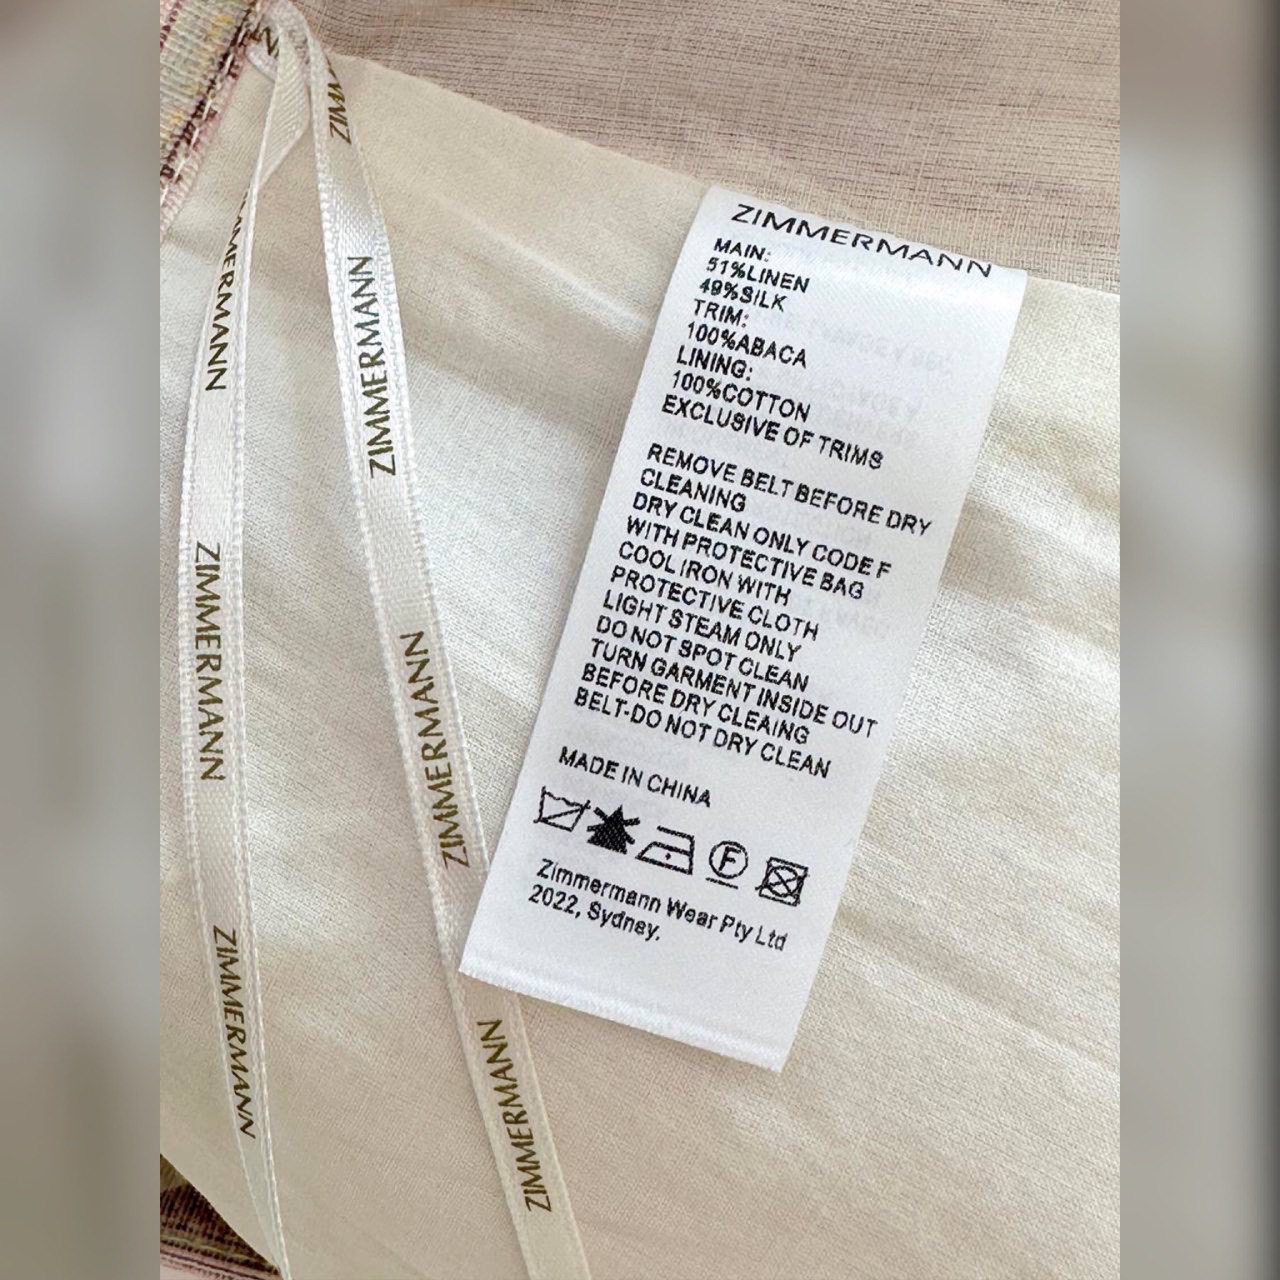 ZIMMERMANN
MAIN:
51%LINEN
49%SILK
TRIM:
100%ABACA
LINING:
100%COTTON
EXCLUSIVE OF TRIMS
REMOVE BELT BEFORE DRY
CLEANING
DRY CLEAN ONLY CODE F
WITH PROTECTIVE BAG
COOL IRON WITH
PROTECTIVE CLOTH
LIGHT STEAM ONLY
DO NOT SPOT CLEAN
TURN GARMENT INSIDE OUT
BEFORE DRY CLEAING
BELT-DO NOT DRY CLEAN
MADE IN CHINA
F
Zimmermann Wear Pty Ltd
2022, Sydney.
ZIMMERMANN
ZIMMERMANN
ZIMMERMANN
ZIMMERMANN
ZIMMERMANN
ZIMMERMANN